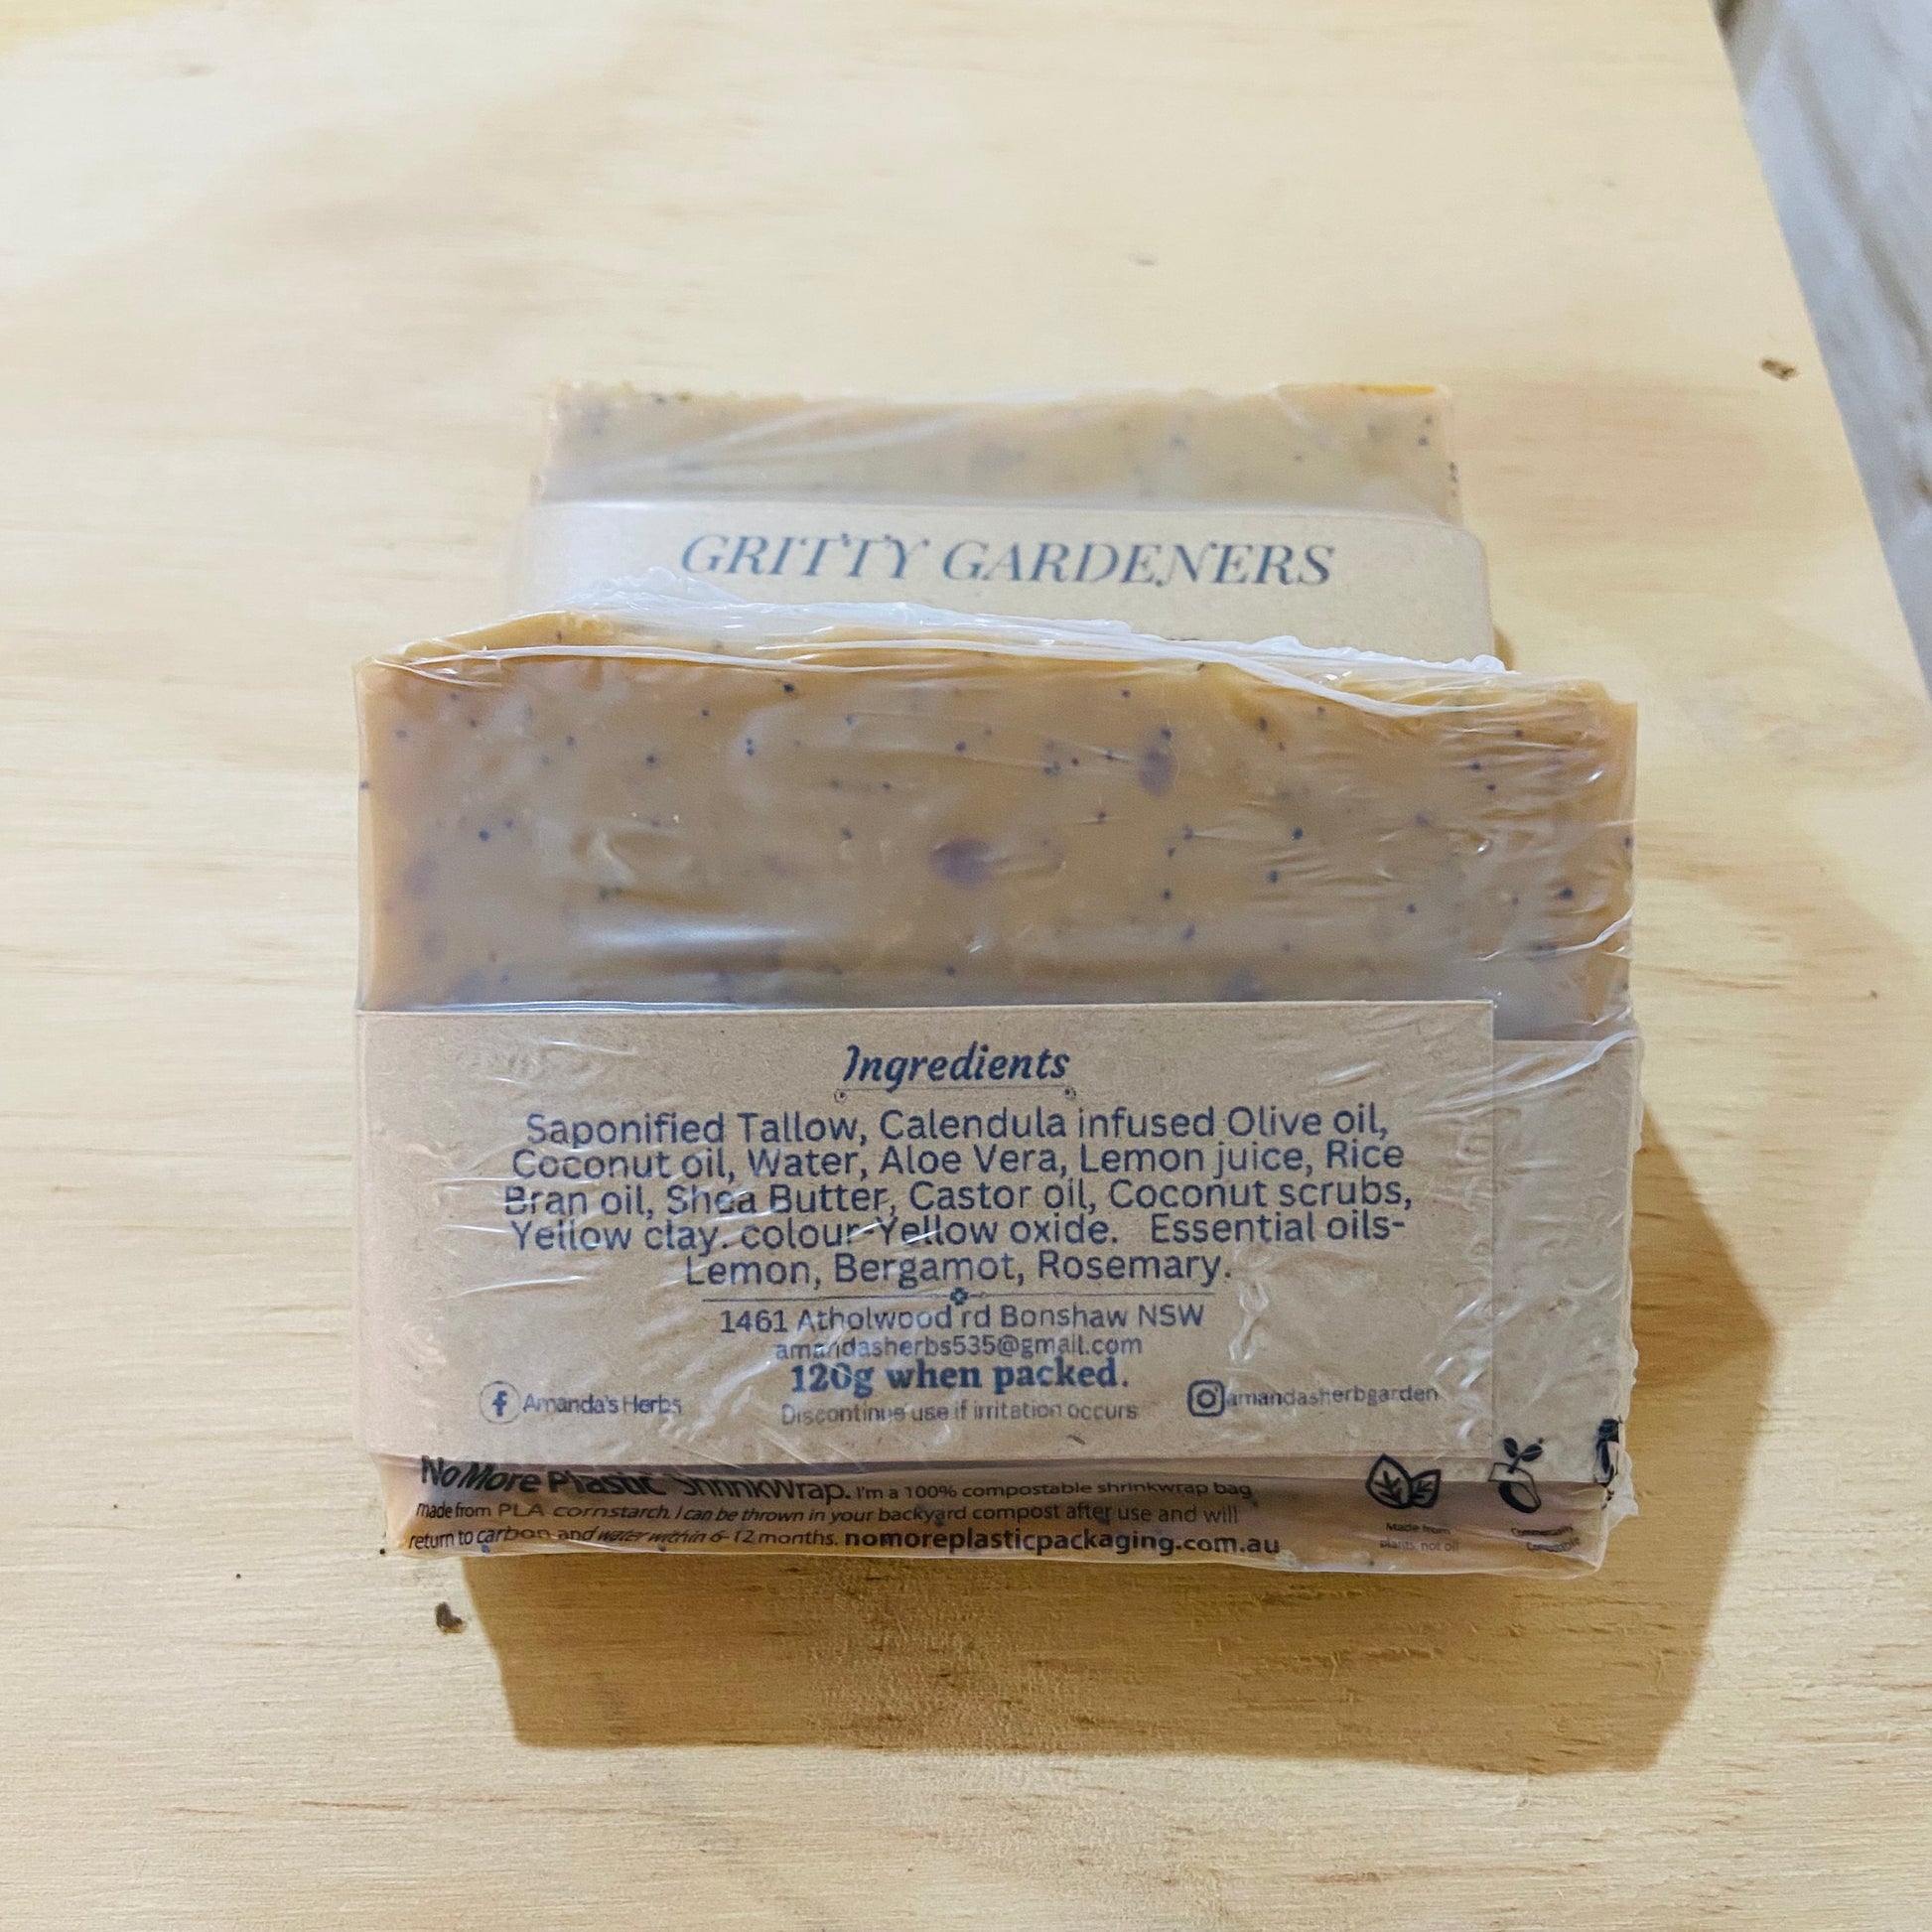 GRITTY GARDENERS
Ingredients
Saponified Tallow, Calendula infused Olive oil,
Coconut oil, Water, Aloe Vera, Lemon juice, Rice
Bran oil, Shea Butter, Castor oil, Coconut scrubs,
Yellow clay. colour-Yellow oxide. Essential oils-
Lemon, Bergamot, Rosemary.
1461 Atholwood rd Bonshaw NSW
amandasherbs535@gmail.com
120g when packed.
Amanda's Herbs
Discontinue use if irritation occurs
amandasherbgarden
No More Plastic ShrinkWrap. I'm a 100% compostable shrinkwrap bag
made from PLA cornstarch. I can be thrown in your backyard compost after use and will
return to carbon and water within 6-12 months. nomoreplasticpackaging.com.au
Made from
plants, not oil